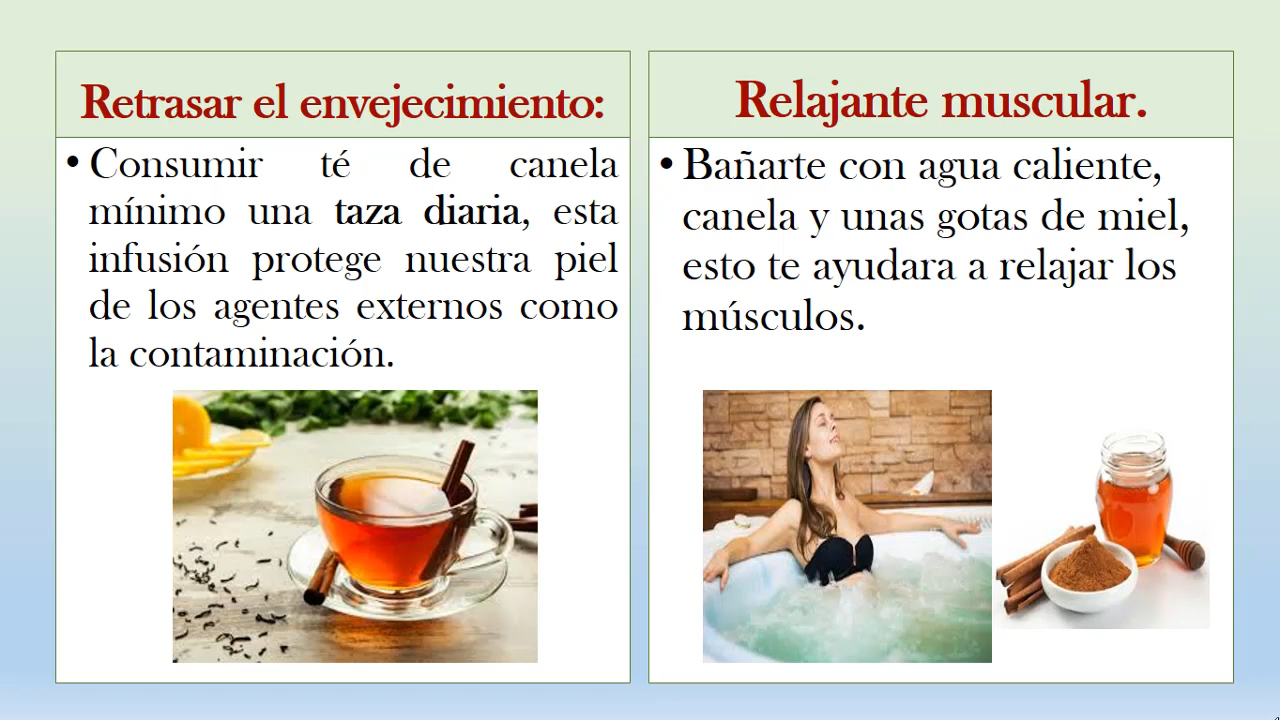 Retrasar el envejecimiento:
• Consumir té de canela
mínimo una taza diaria, esta
infusión protege nuestra piel
de los agentes externos como
la contaminación.
Relajante muscular.
• Bañarte con agua caliente,
canela y unas gotas de miel,
esto te ayudara a relajar los
músculos.